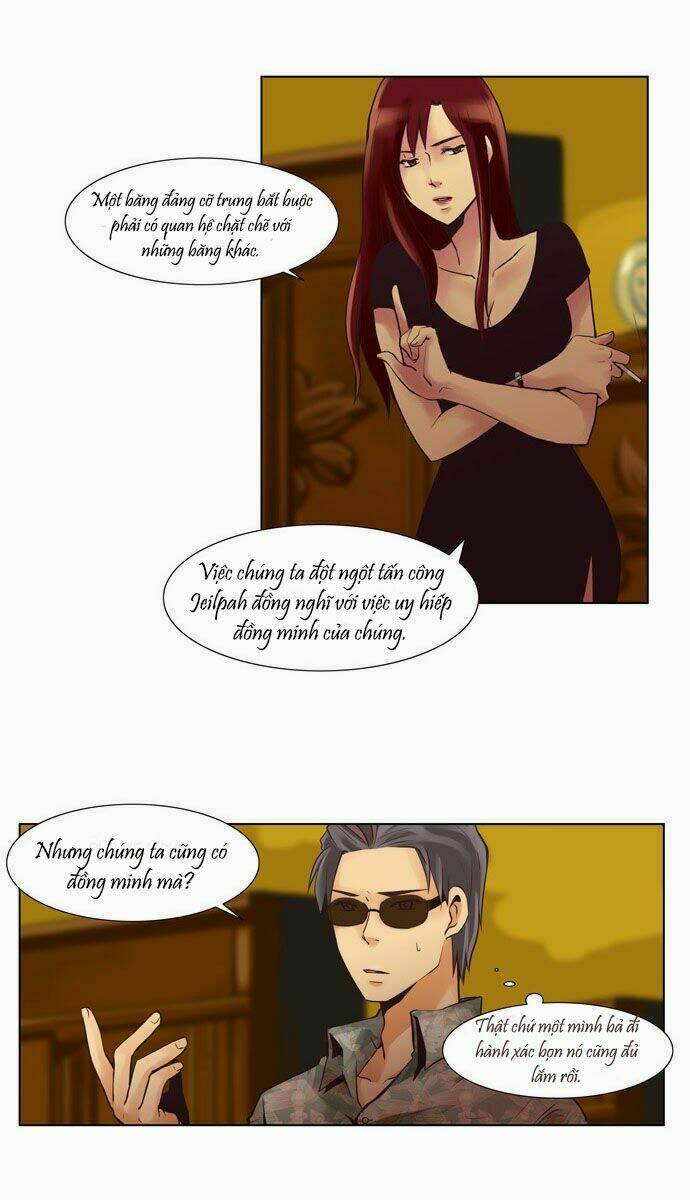 Một băng đảng cỡ trung bắt buộc
phải có quan hệ chặt chẽ với
những băng khác.
Việc chúng ta đột ngột tấn công
Jeilpah đồng nghĩ với việc uy hiếp
đồng minh của chúng.
Nhưng chúng ta cũng có
đồng minh mà?
Thật chứ một mình bả đi
hành xác bọn nó cũng đủ
lắm rồi.